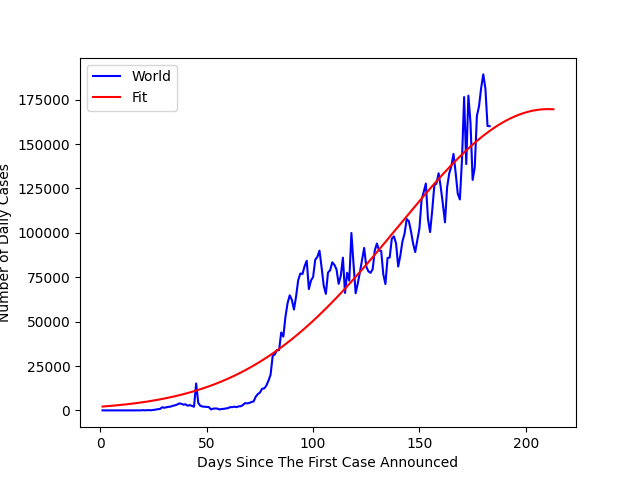 World
Fit
175000
150000
125000
100000
75000
50000
25000
0
Number of Daily Cases
0 50 100 150 200
Days Since The First Case Announced